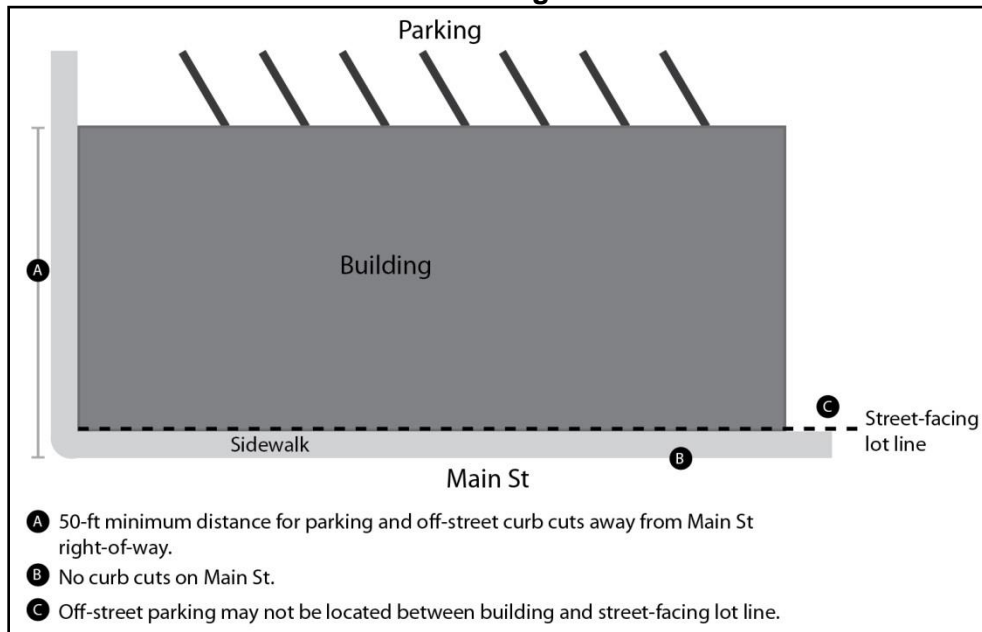 Parking
A
Building
C
Street-facing
lot line
Sidewalk
B
Main St
A 50-ft minimum distance for parking and off-street curb cuts away from Main St
right-of-way.
B No curb cuts on Main St.
C Off-street parking may not be located between building and street-facing lot line.